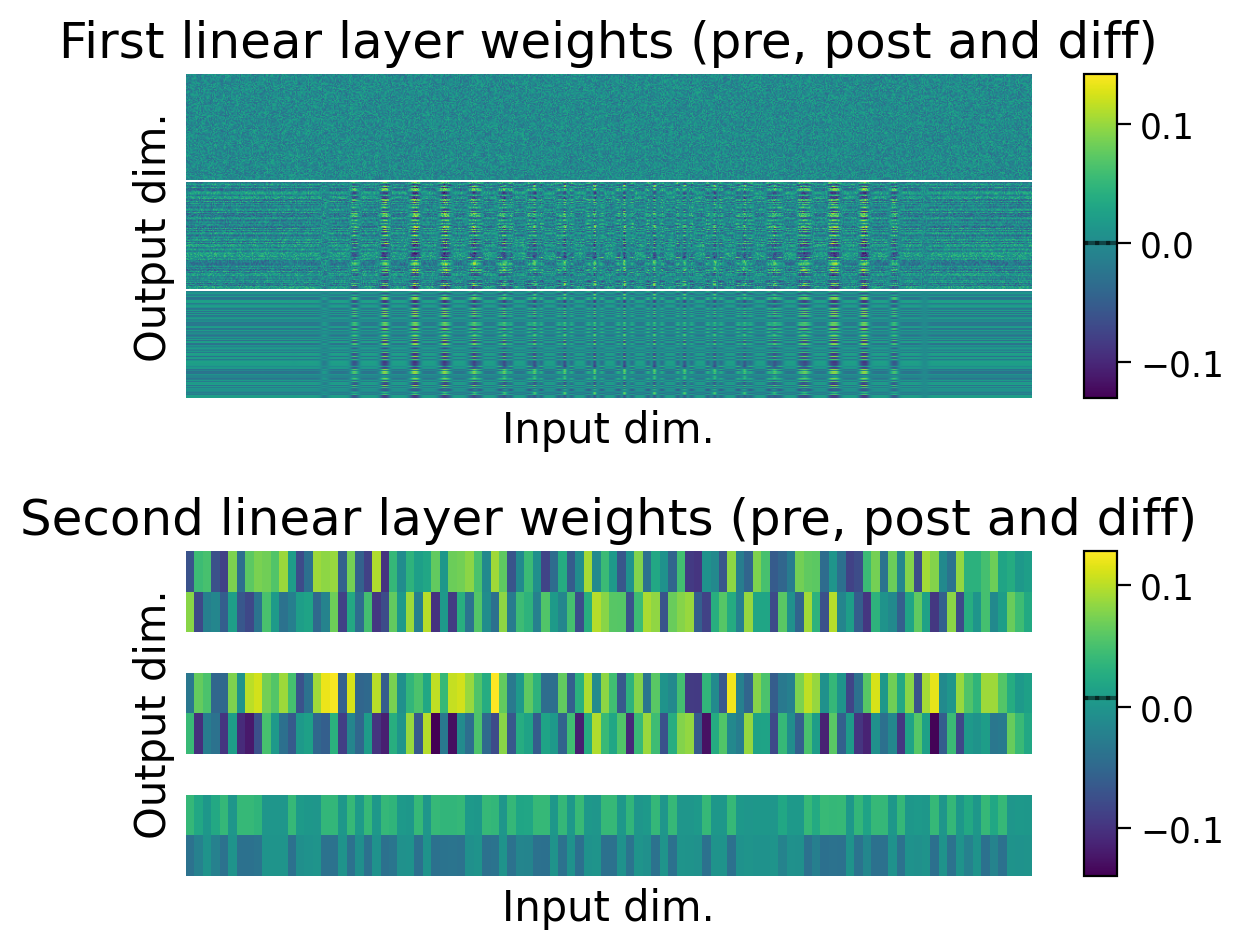 First linear layer weights (pre, post and diff)
Output dim.
0.1
0.0
−0.1
Input dim.
Second linear layer weights (pre, post and diff)
Output dim.
0.1
0.0
−0.1
Input dim.